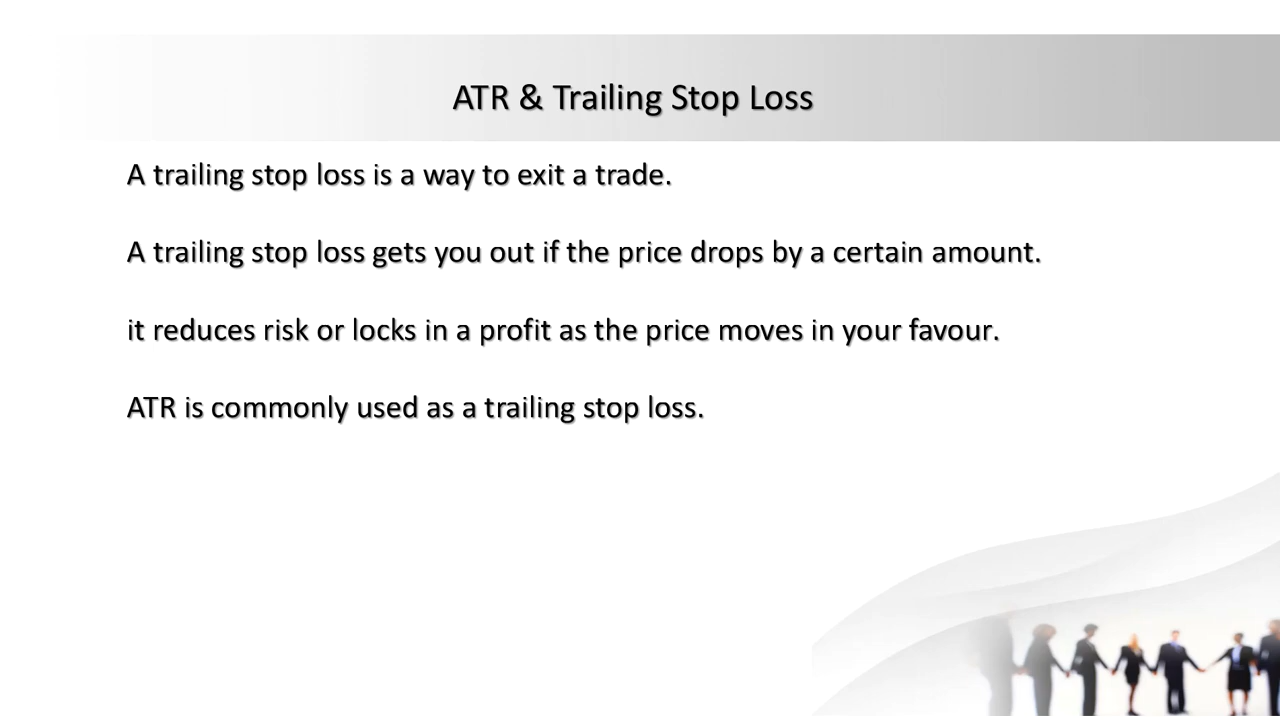 ATR & Trailing Stop Loss
A trailing stop loss is a way to exit a trade.
A trailing stop loss gets you out if the price drops by a certain amount.
it reduces risk or locks in a profit as the price moves in your favour.
ATR is commonly used as a trailing stop loss.